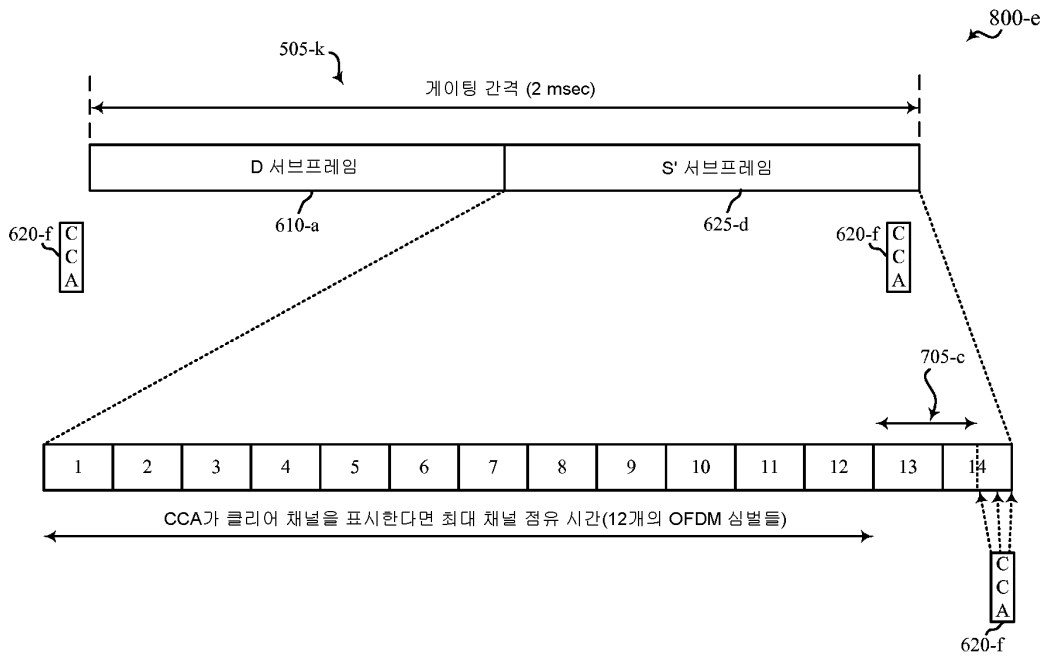 800-e
505-k
게이팅 간격 (2 msec)
D 서브프레임
S' 서브프레임
610-a
625-d
620-f
C
C
A
620-f
C
C
A
705-c
1 2 3 4 5 6 7 8 9 10 11 12 13 14
CCA가 클리어 채널을 표시한다면 최대 채널 점유 시간(12개의 OFDM 심벌들)
C
C
A
620-f